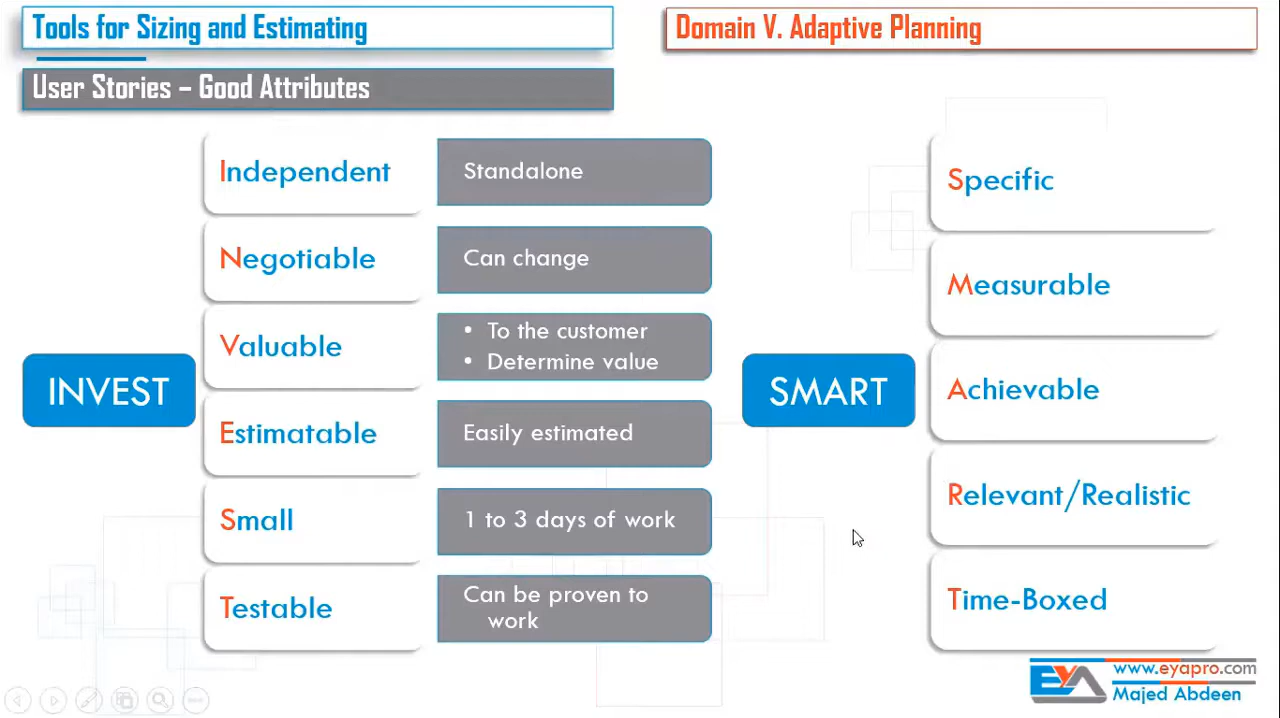 Tools for Sizing and Estimating
Domain V. Adaptive Planning
User Stories – Good Attributes
INVEST
Independent
Standalone
Negotiable
Can change
Valuable
• To the customer
• Determine value
Estimatable
Easily estimated
Small
1 to 3 days of work
Testable
Can be proven to
work
SMART
Specific
Measurable
Achievable
Relevant/Realistic
Time-Boxed
EYA
www.eyapro.com
Majed Abdeen